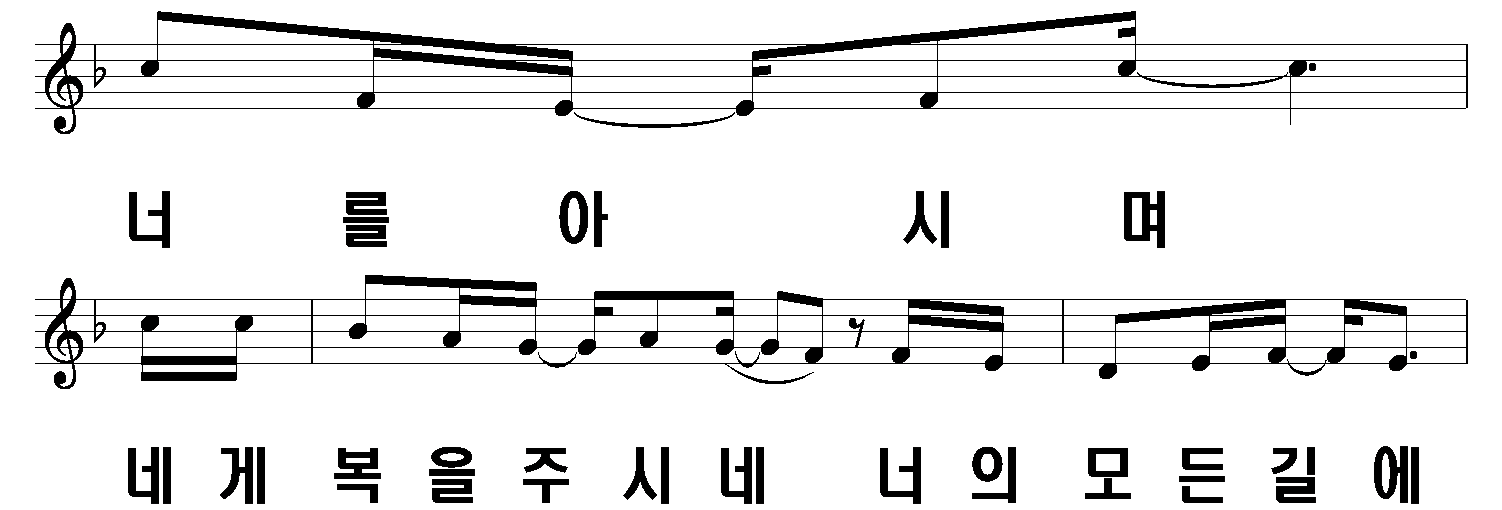 너 를 아 시 며
네 게 복 을 주 시 네 너 의 모 든 길 에